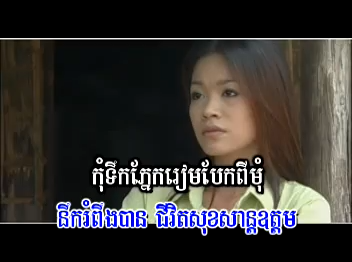 កុំទឹកភ្នែករៀមបែកពីមុំ
នឹករំពឹងបាន ជីវិតសុខសាន្តឧត្តម